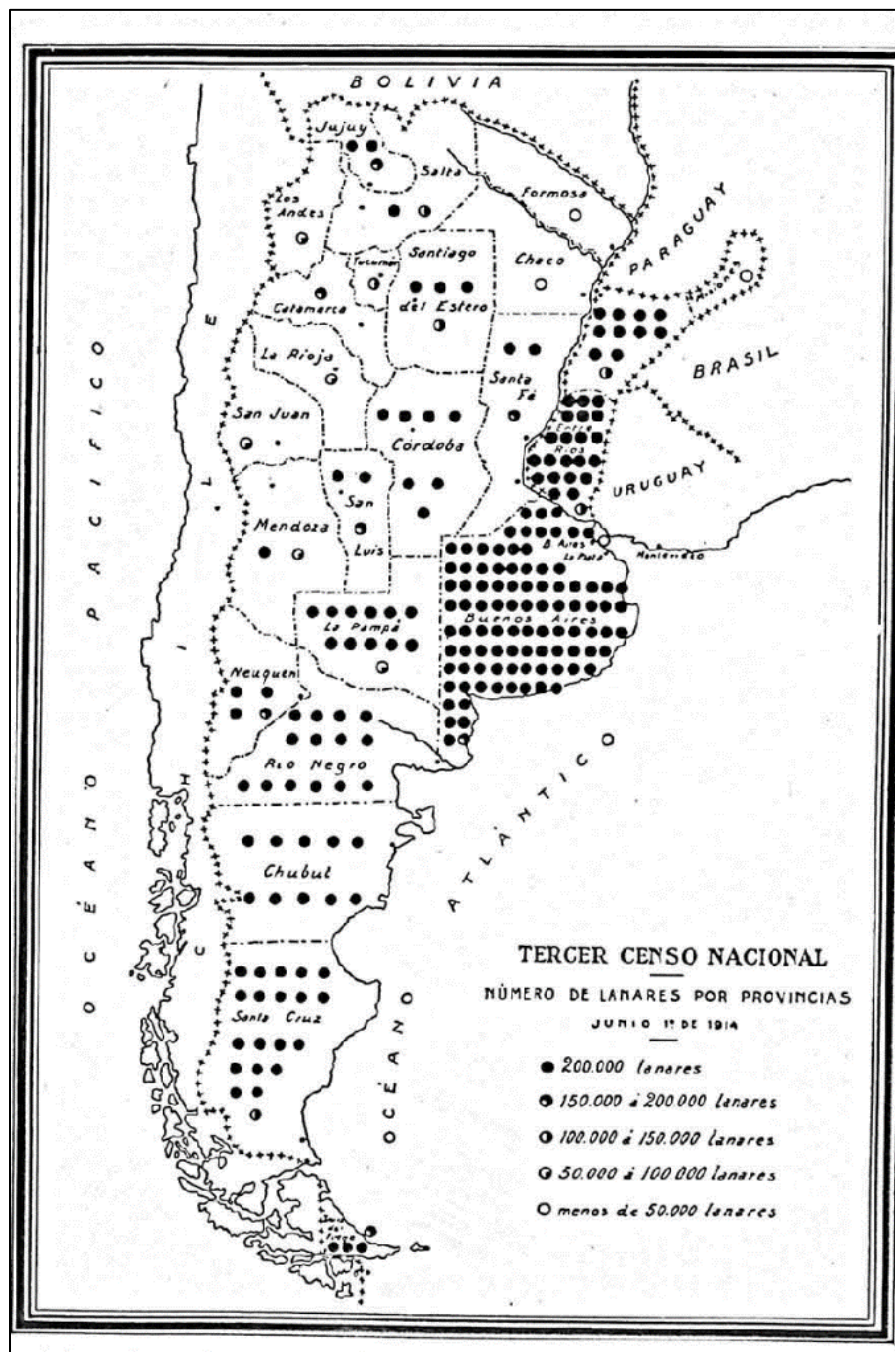 BOLIVIA
Jujuy
Salta
Los
Andes
Formosa
PARAGUAY
Tucuman
Santiago
del Estero
Chaco
Catamarca
La Rioja
Santa
Fé
BRASIL
San Juan
Córdoba
Entre
Rios
URUGUAY
Mendoza
San
Luis
B. Aires
La Plata
Montevideo
Buenos Aires
La Pampa
Neuquen
Rio Negro
Chubut
Santa Cruz
CHILE
OCÉANO PACIFICO
OCÉANO ATLÁNTICO
TERCER CENSO NACIONAL
NÚMERO DE LANARES POR PROVINCIAS
JUNIO 1º DE 1914
200.000 lanares
150.000 á 200.000 lanares
100.000 á 150.000 lanares
50.000 á 100.000 lanares
menos de 50.000 lanares